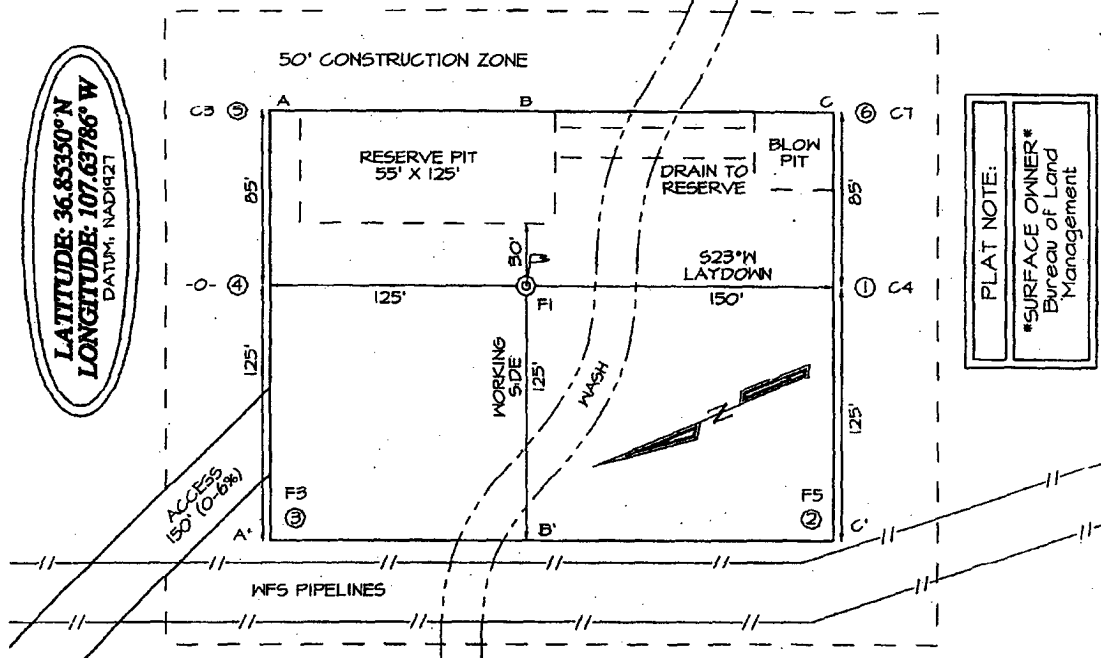 50' CONSTRUCTION ZONE
LATITUDE: 36.85350° N
LONGITUDE: 107.63786° W
DATUM: NAD1927
C3 ⑤ A
B
C ⑥ C7
RESERVE PIT
55' X 125'
BLOW
PIT
DRAIN TO
RESERVE
85'
85'
PLAT NOTE:
*SURFACE OWNER*
Bureau of Land
Management
30'
S23°W
LAYDOWN
-0- ④
125'
F1
150'
① C4
125'
WORKING
SIDE
125'
WASH
N
125'
ACCESS
150' (0-6%)
F3
③
F5
②
A'
B'
C'
WFS PIPELINES